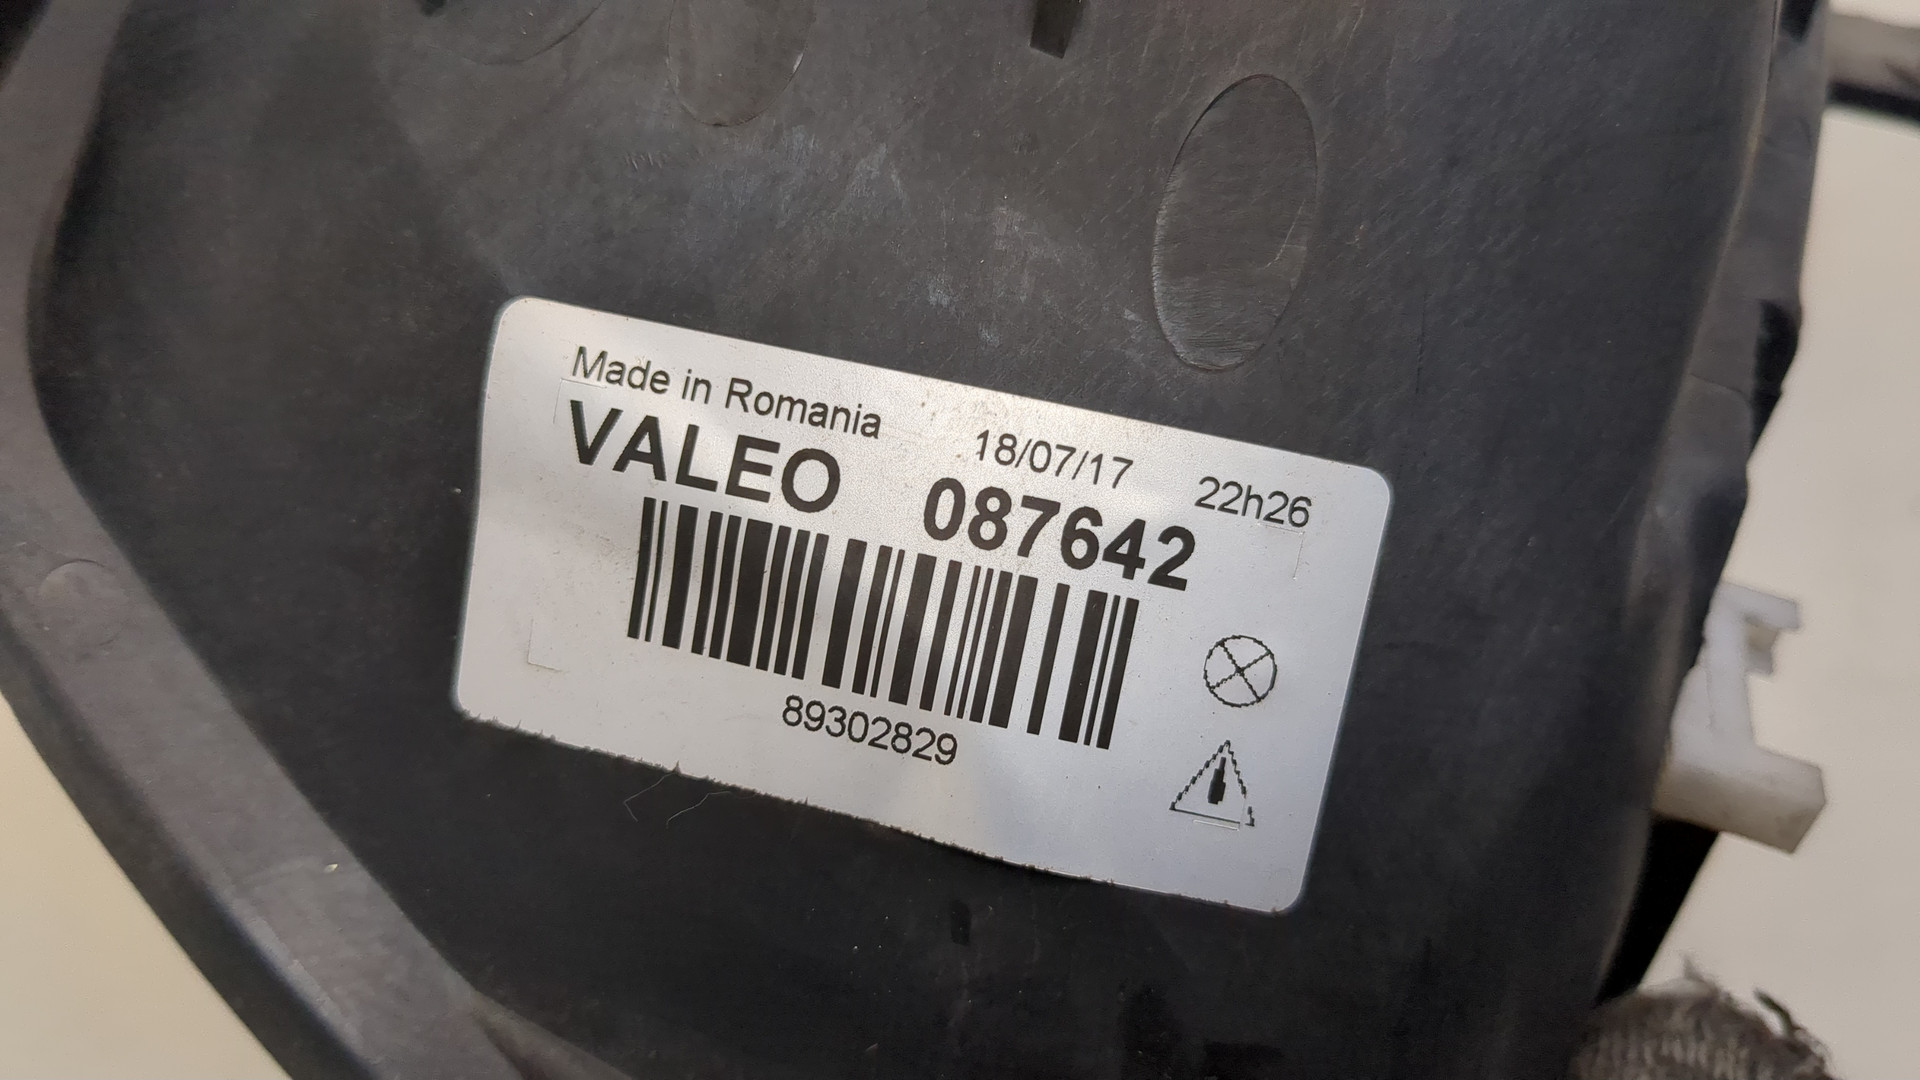 Made in Romania 18/07/17 22h26
VALEO 087642
89302829